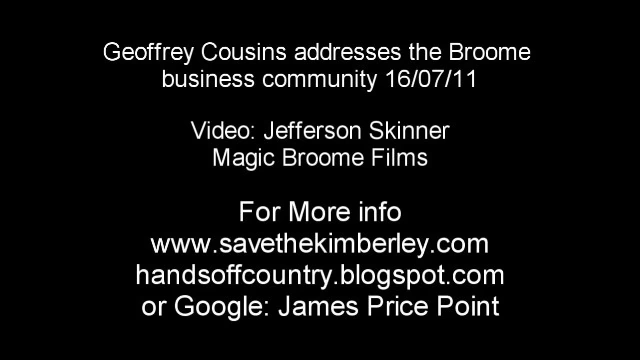 Geoffrey Cousins addresses the Broome
business community 16/07/11
Video: Jefferson Skinner
Magic Broome Films
For More info
www.savethekimberley.com
handsoffcountry.blogspot.com
or Google: James Price Point